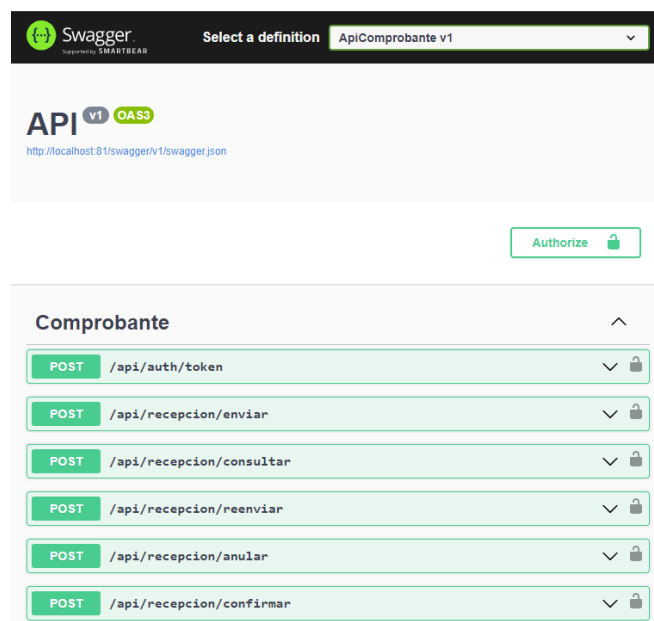 Swagger.
Supported by SMARTBEAR
Select a definition
ApiComprobante v1
API v1 OAS3
http://localhost:81/swagger/v1/swagger.json
Authorize
Comprobante
POST /api/auth/token
POST /api/recepcion/enviar
POST /api/recepcion/consultar
POST /api/recepcion/reenviar
POST /api/recepcion/anular
POST /api/recepcion/confirmar